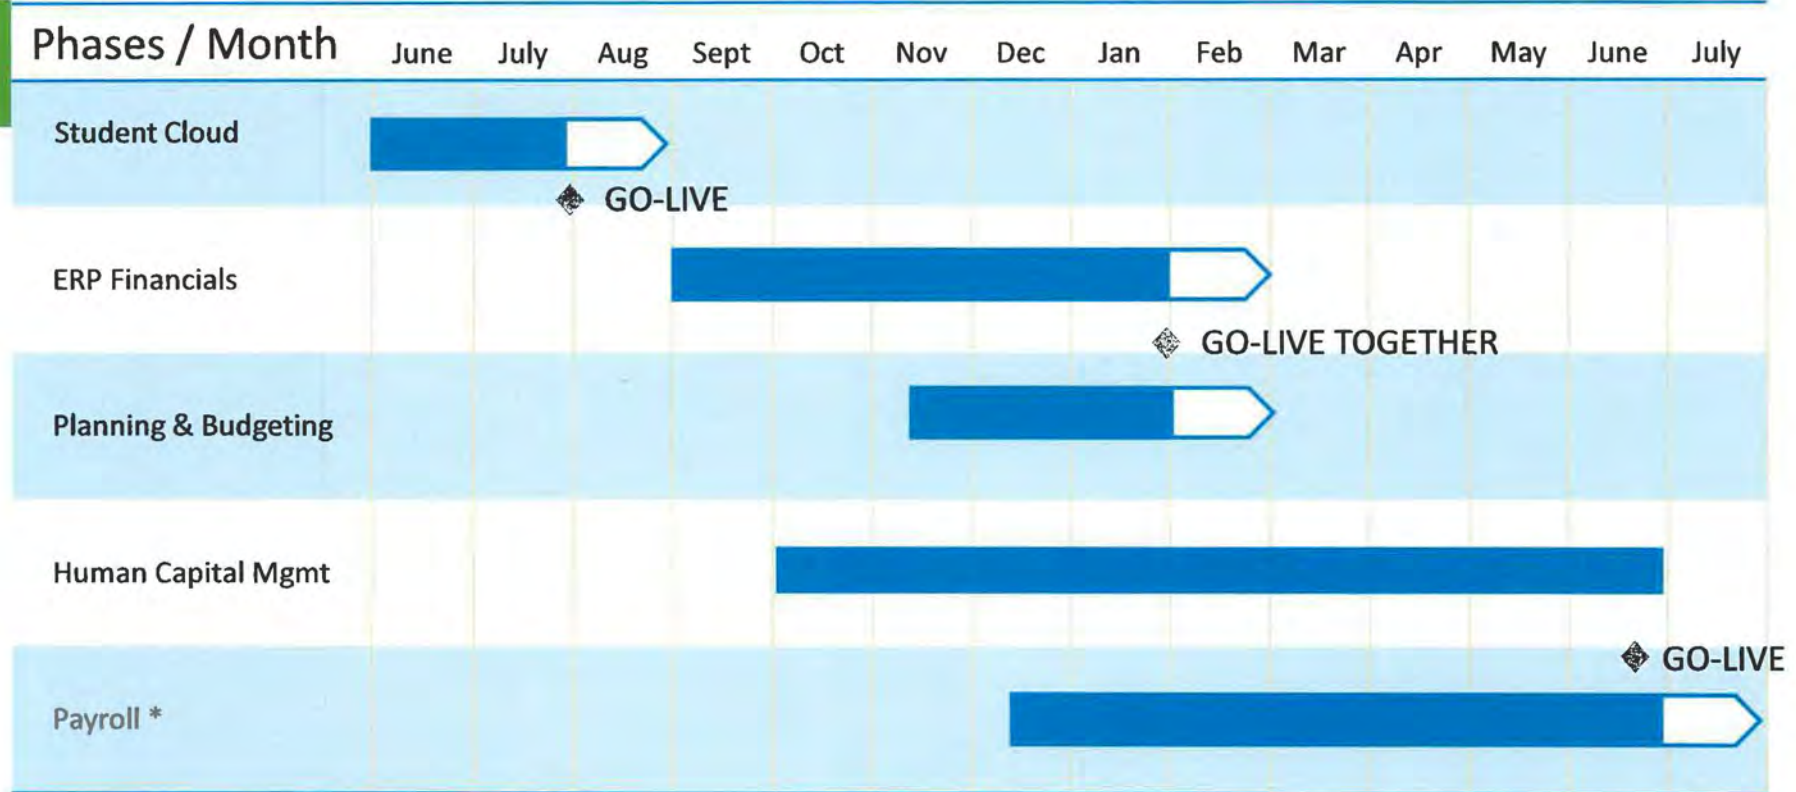 Phases / Month June July Aug Sept Oct Nov Dec Jan Feb Mar Apr May June July
Student Cloud
GO-LIVE
ERP Financials
GO-LIVE TOGETHER
Planning & Budgeting
Human Capital Mgmt
GO-LIVE
Payroll *